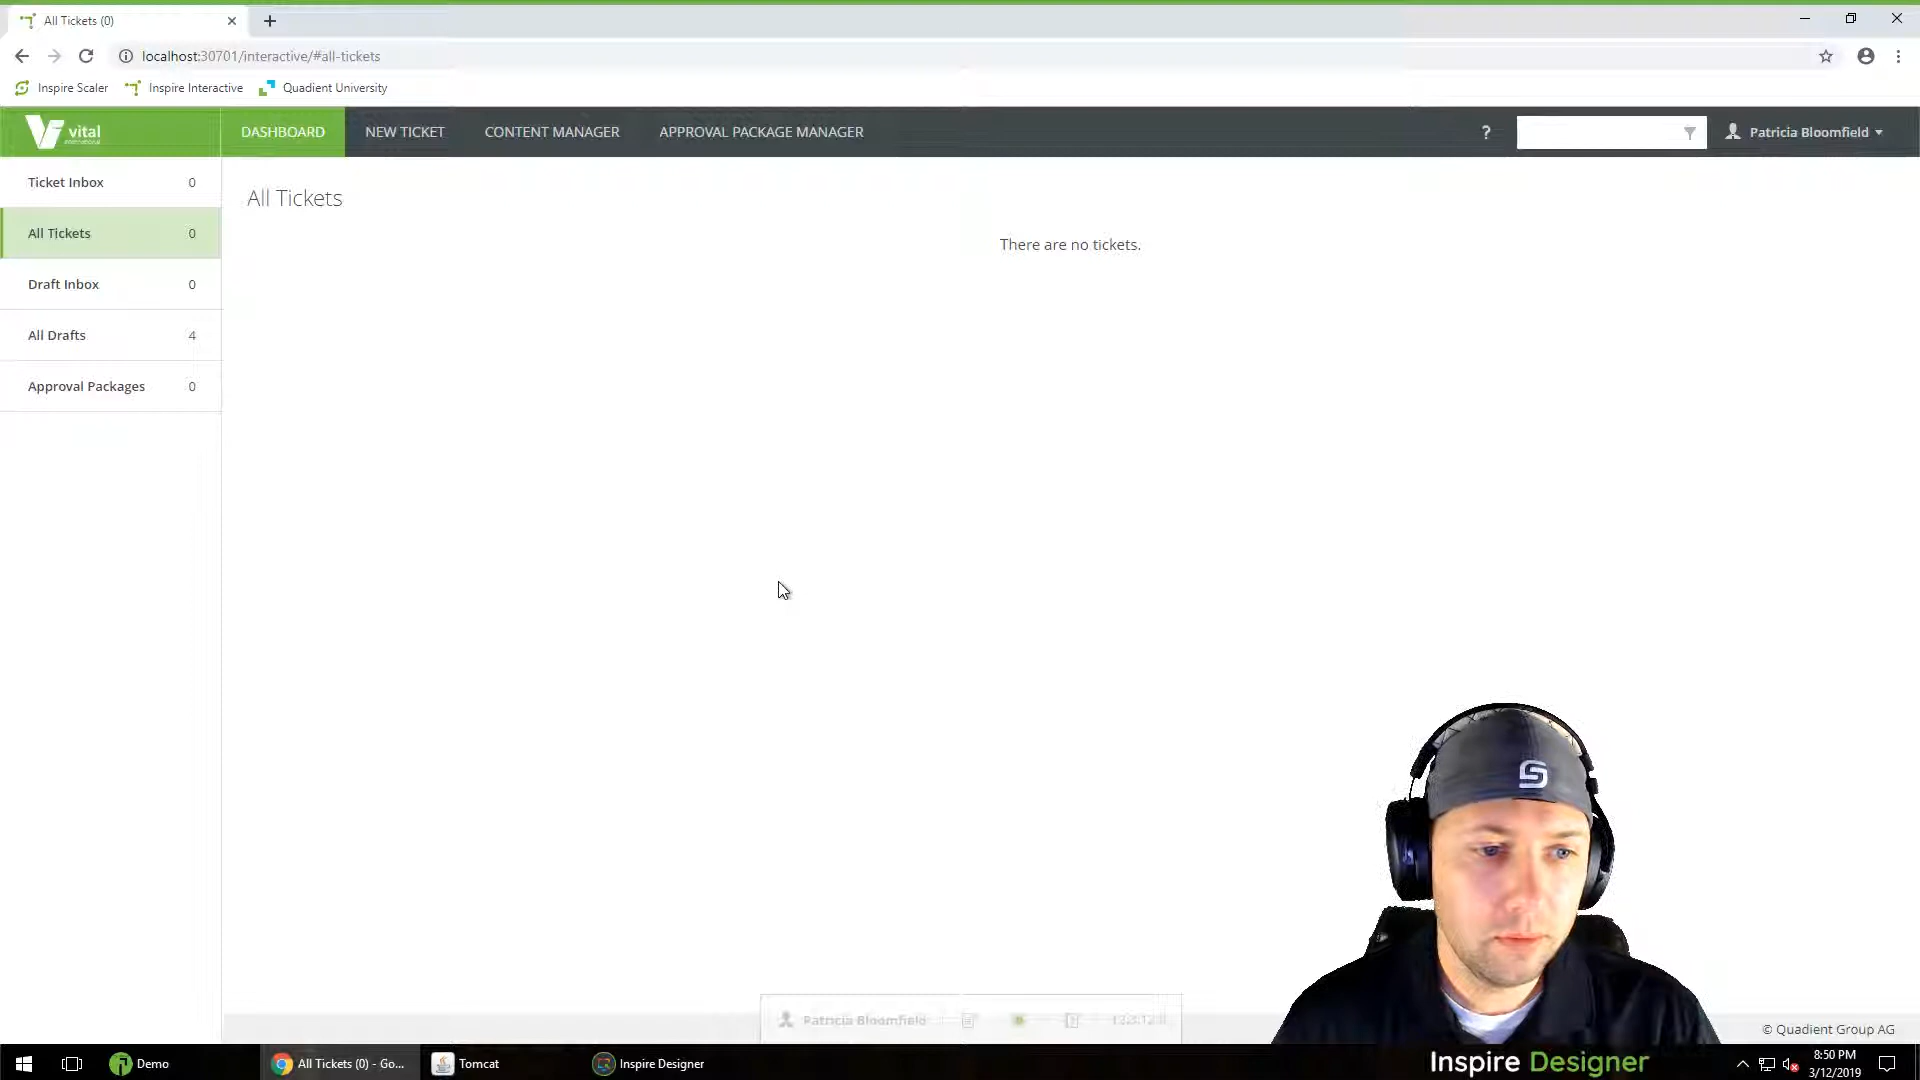 All Tickets (0)
localhost:30701/interactive/#all-tickets
Inspire Scaler
Inspire Interactive
Quadient University
vital
DASHBOARD
NEW TICKET
CONTENT MANAGER
APPROVAL PACKAGE MANAGER
?
Patricia Bloomfield
Ticket Inbox 0
All Tickets 0
Draft Inbox 0
All Drafts 4
Approval Packages 0
All Tickets
There are no tickets.
Patricia Bloomfield
© Quadient Group AG
Demo
All Tickets (0) - Go...
Tomcat
Inspire Designer
Inspire Designer
8:50 PM
3/12/2019